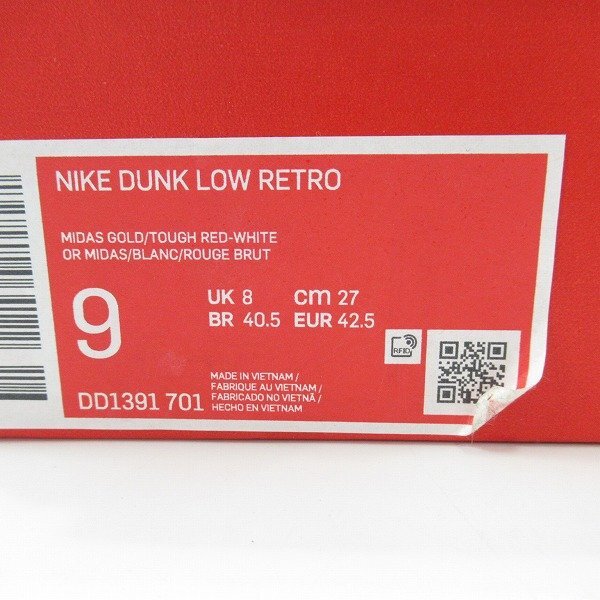 NIKE DUNK LOW RETRO
MIDAS GOLD/TOUGH RED-WHITE
OR MIDAS/BLANC/ROUGE BRUT
9
UK 8 cm 27
BR 40.5 EUR 42.5
RFID
DD1391 701
MADE IN VIETNAM /
FABRIQUE AU VIETNAM /
FABRICADO NO VIETNÃ /
HECHO EN VIETNAM